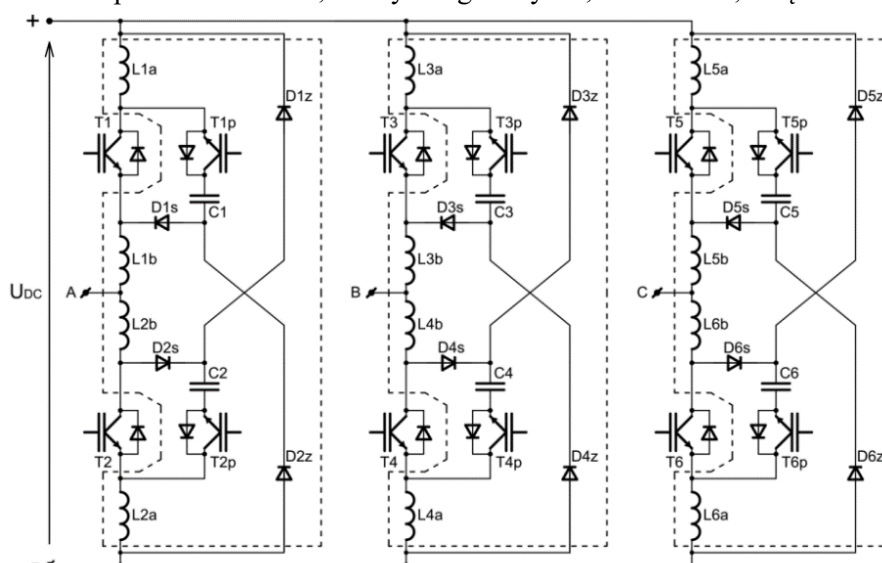 +
L1a L3a L5a
D1z D3z D5z
T1 T1p T3 T3p T5 T5p
D1s C1 D3s C3 D5s C5
L1b L3b L5b
UDC A B C
L2b L4b L6b
D2s D4s D6s
C2 C4 C6
T2 T2p D2z T4 T4p D4z T6 T6p D6z
L2a L4a L6a